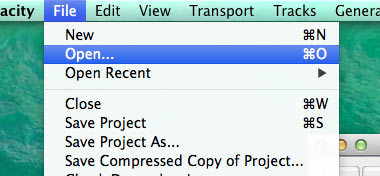 acity File Edit View Transport Tracks Genera
New ⌘N
Open... ⌘O
Open Recent ▶
Close ⌘W
Save Project ⌘S
Save Project As...
Save Compressed Copy of Project...